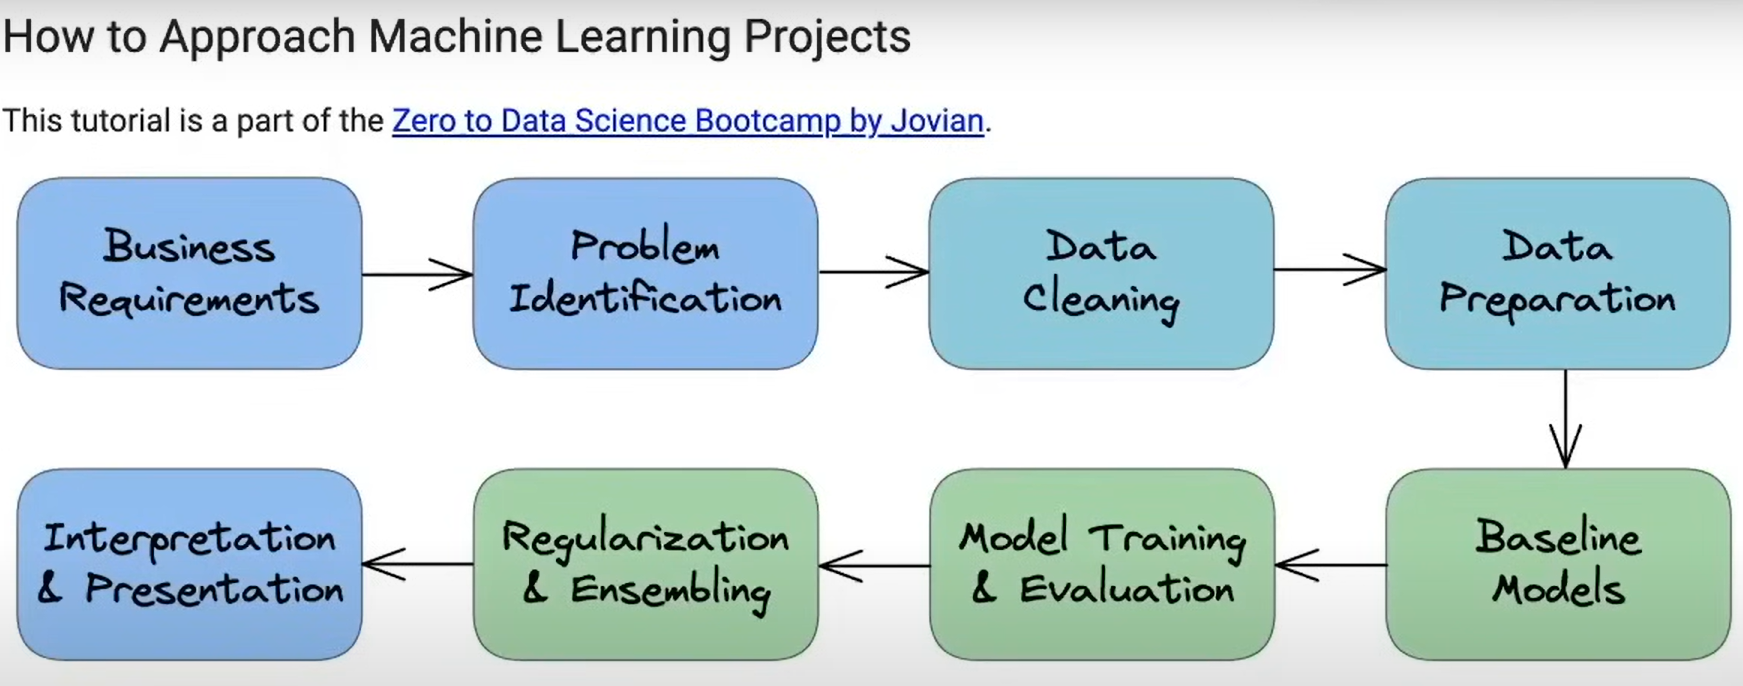 How to Approach Machine Learning Projects
This tutorial is a part of the Zero to Data Science Bootcamp by Jovian.
Business
Requirements
Problem
Identification
Data
Cleaning
Data
Preparation
Baseline
Models
Model Training
& Evaluation
Regularization
& Ensembling
Interpretation
& Presentation